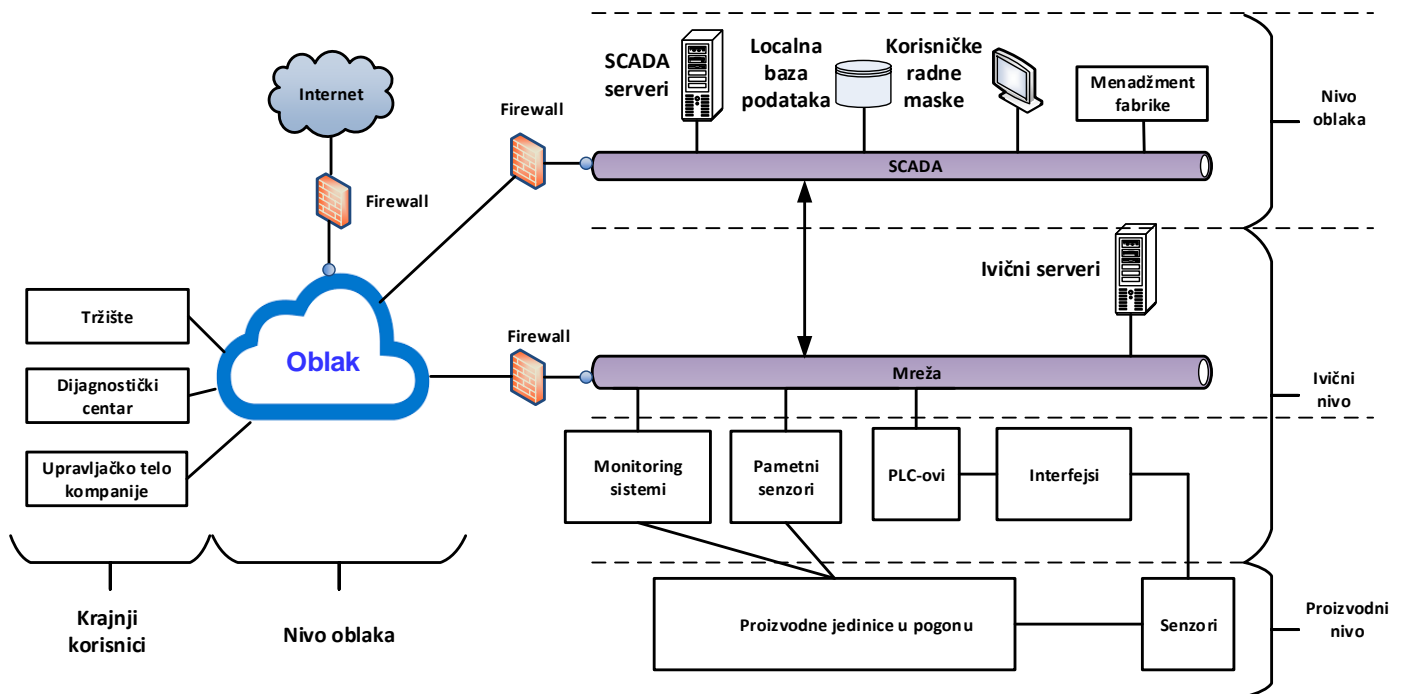 Internet
Firewall
Firewall
SCADA
serveri
Localna
baza
podataka
Korisničke
radne
maske
Menadžment
fabrike
SCADA
Nivo
oblaka
Ivični serveri
Tržište
Dijagnostički
centar
Upravljačko telo
kompanije
Oblak
Firewall
Mreža
Ivični
nivo
Monitoring
sistemi
Pametni
senzori
PLC-ovi
Interfejsi
Krajnji
korisnici
Nivo oblaka
Proizvodne jedinice u pogonu
Senzori
Proizvodni
nivo